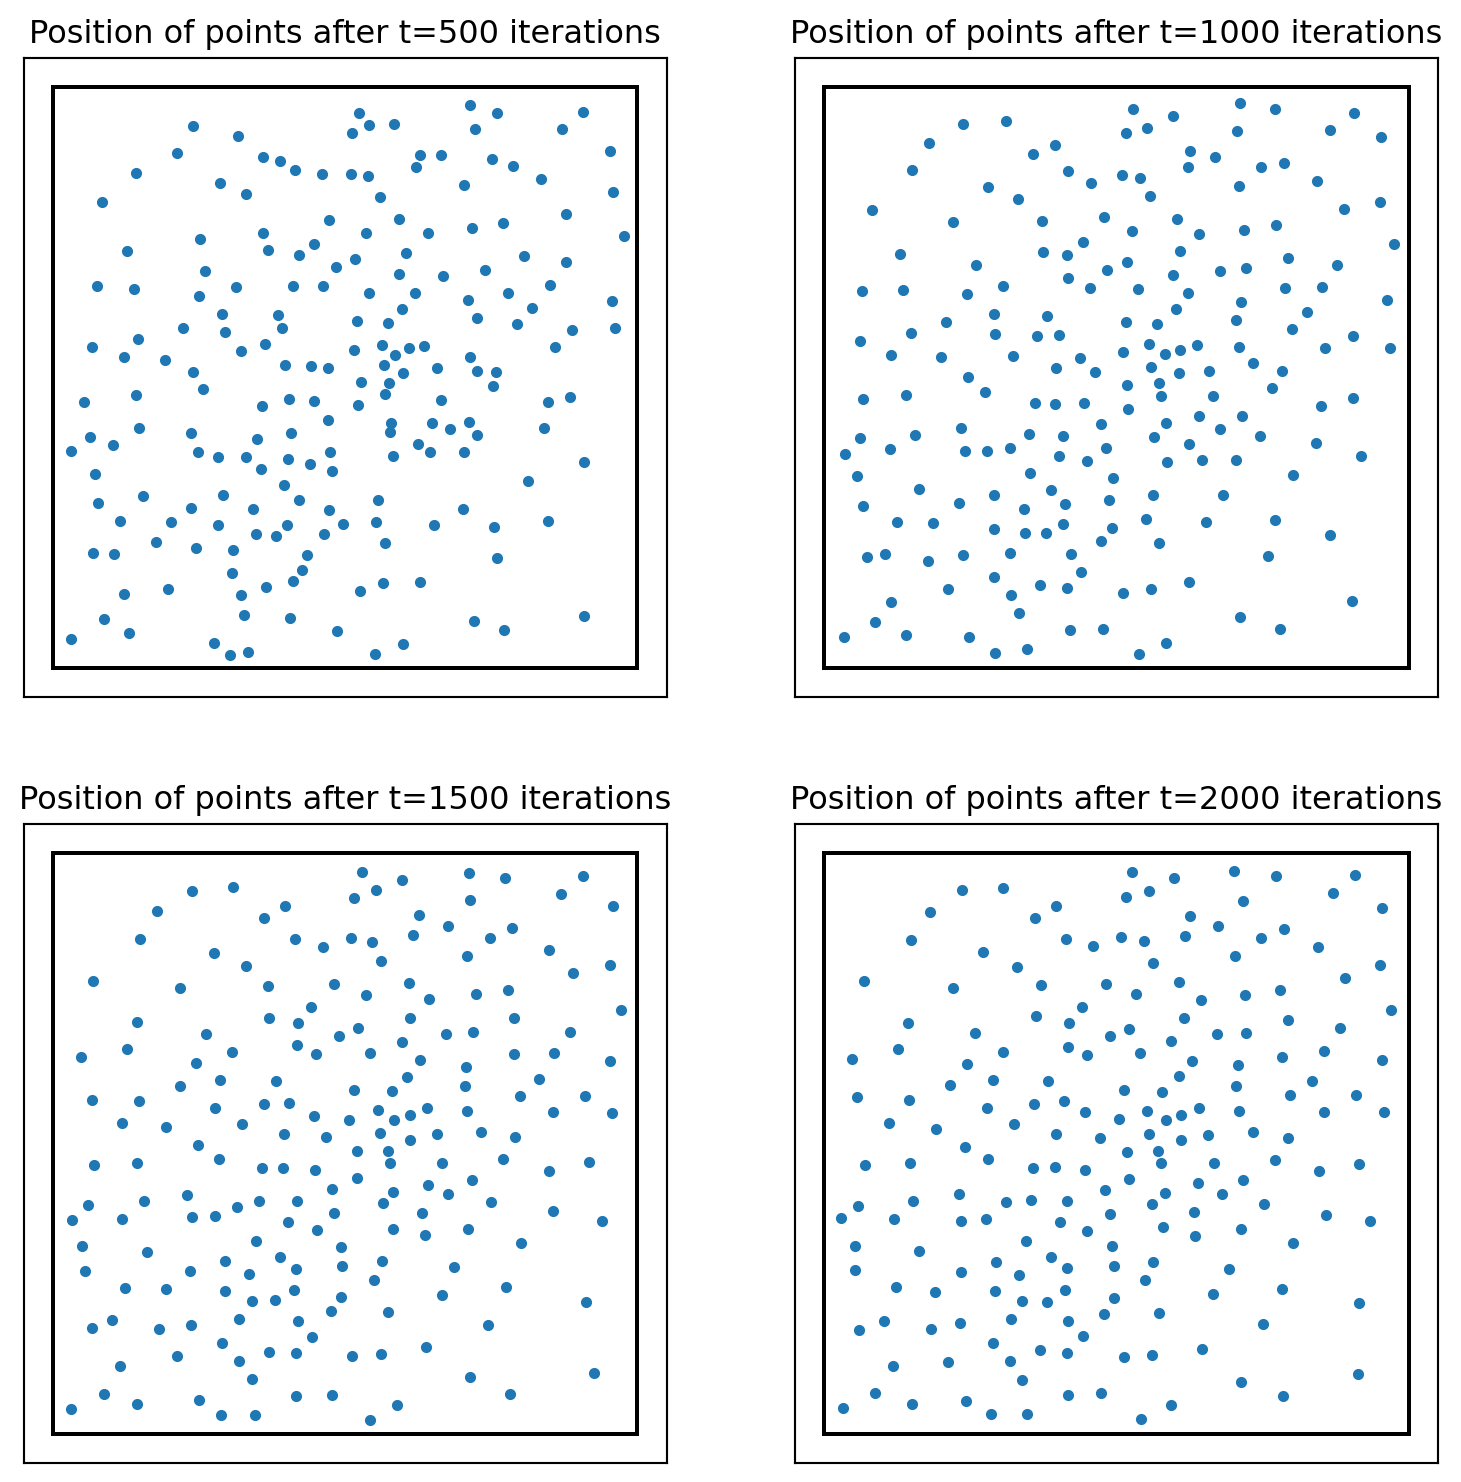 Position of points after t=500 iterations
Position of points after t=1000 iterations
Position of points after t=1500 iterations
Position of points after t=2000 iterations